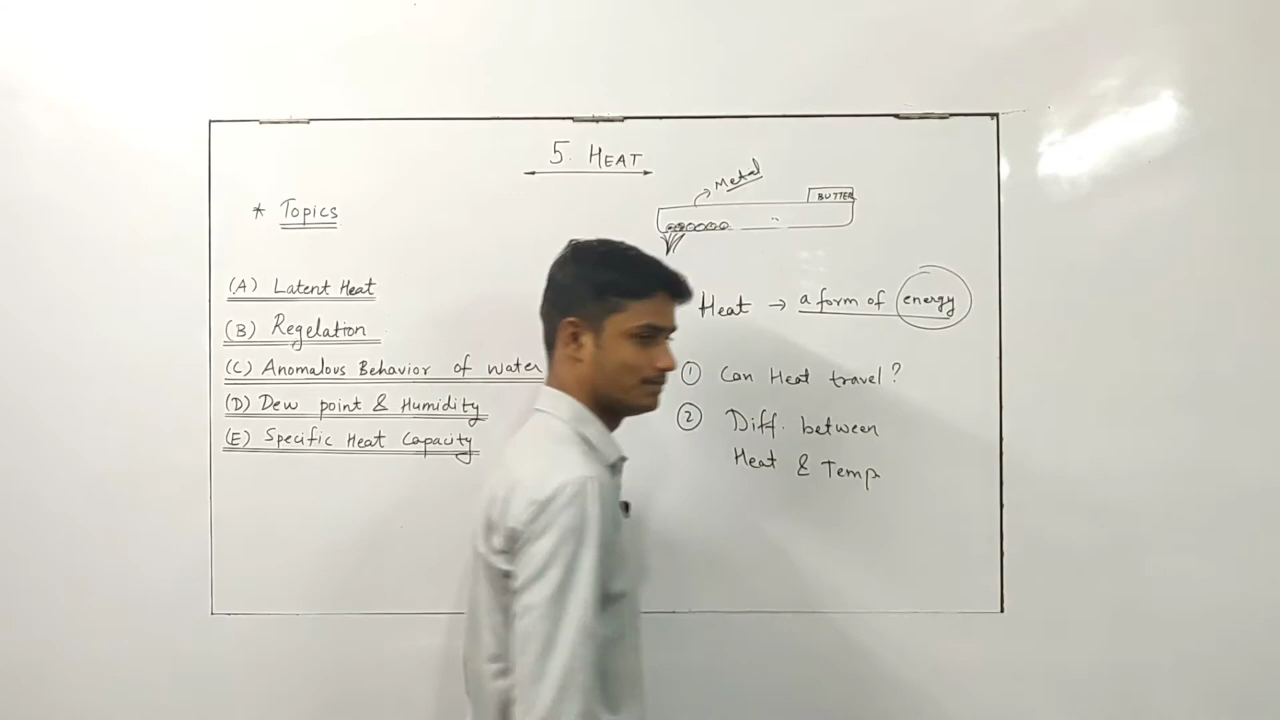 5. HEAT
* Topics
(A) Latent Heat
(B) Regelation
(C) Anomalous Behavior of water
(D) Dew point & Humidity
(E) Specific Heat Capacity
→ Metal
BUTTER
Heat → a form of energy
① Can Heat travel?
② Diff. between
Heat & Temp